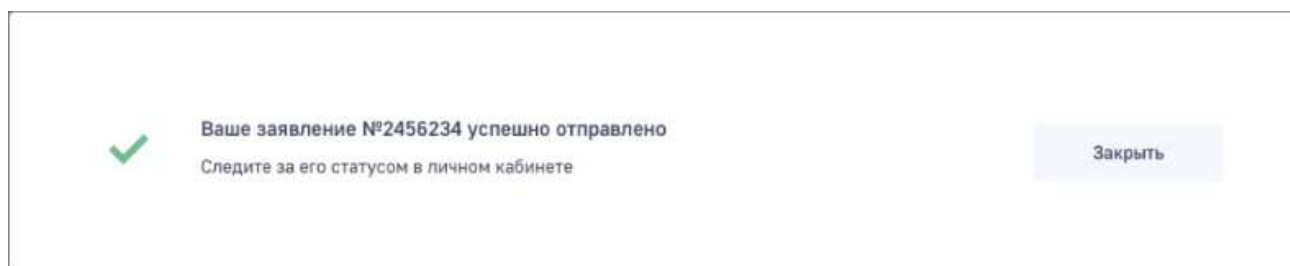 Ваше заявление №2456234 успешно отправлено
Следите за его статусом в личном кабинете
Закрыть